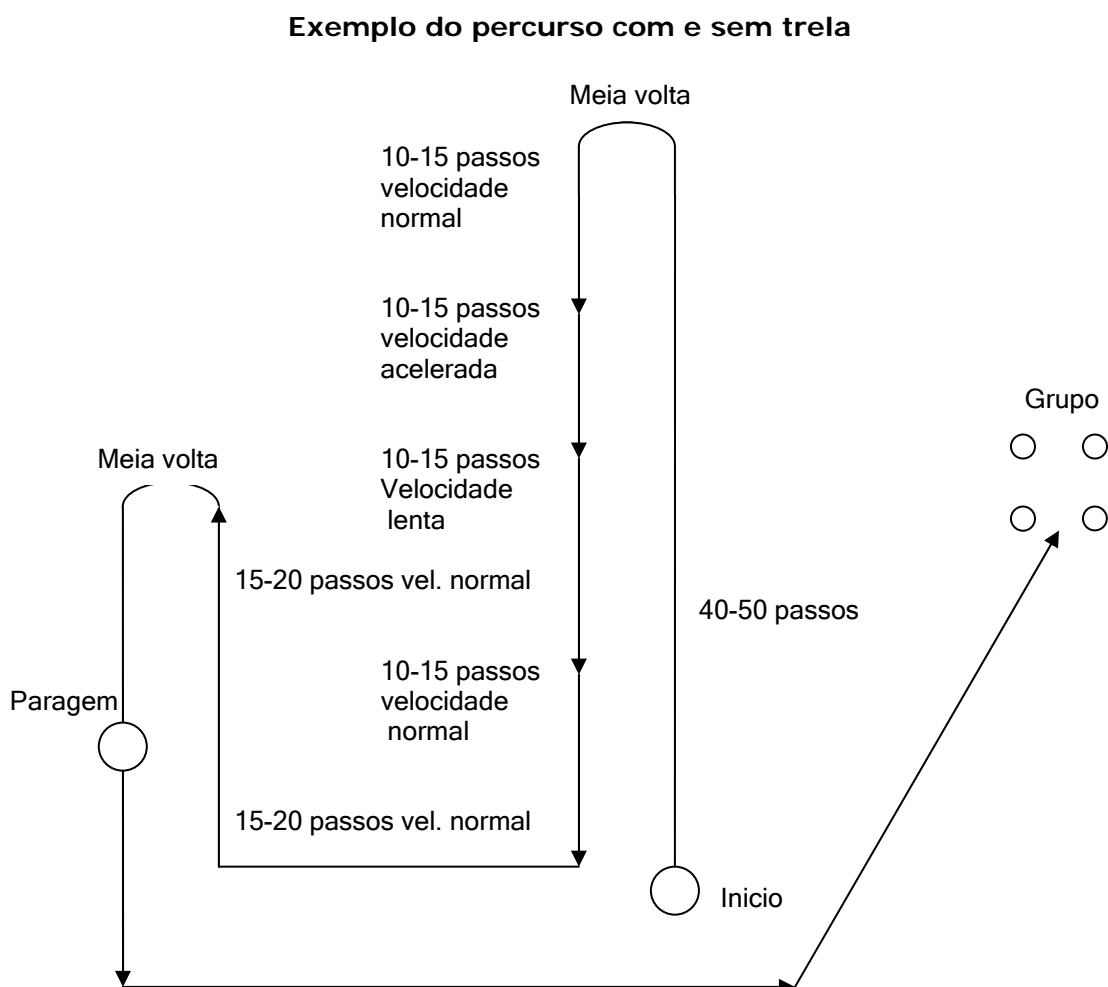 Exemplo do percurso com e sem trela
Meia volta
10-15 passos
velocidade
normal
10-15 passos
velocidade
acelerada
Grupo
Meia volta
10-15 passos
Velocidade
lenta
15-20 passos vel. normal
40-50 passos
10-15 passos
velocidade
normal
Paragem
15-20 passos vel. normal
Inicio